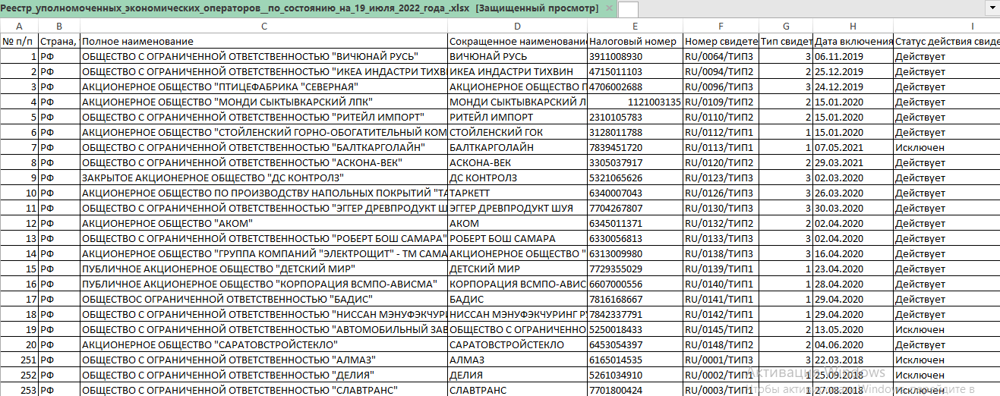 Реестр_уполномоченных_экономических_операторов__по_состоянию_на_19_июля_2022_года_.xlsx [Защищенный просмотр]
A B C D E F G H I
№ п/п Страна, Полное наименование Сокращенное наименование Налоговый номер Номер свидете Тип свидет Дата включения Статус действия свиде
1 РФ ОБЩЕСТВО С ОГРАНИЧЕННОЙ ОТВЕТСТВЕННОСТЬЮ "ВИЧЮНАЙ РУСЬ" ВИЧЮНАЙ РУСЬ 3911008930 RU/0064/ТИП3 3 06.11.2019 Действует
2 РФ ОБЩЕСТВО С ОГРАНИЧЕННОЙ ОТВЕТСТВЕННОСТЬЮ "ИКЕА ИНДАСТРИ ТИХВИ ИКЕА ИНДАСТРИ ТИХВИН 4715011103 RU/0094/ТИП2 2 25.12.2019 Действует
3 РФ АКЦИОНЕРНОЕ ОБЩЕСТВО "ПТИЦЕФАБРИКА "СЕВЕРНАЯ" АКЦИОНЕРНОЕ ОБЩЕСТВО П 4706002688 RU/0096/ТИП3 3 24.12.2019 Действует
4 РФ АКЦИОНЕРНОЕ ОБЩЕСТВО "МОНДИ СЫКТЫВКАРСКИЙ ЛПК" МОНДИ СЫКТЫВКАРСКИЙ Л 1121003135 RU/0109/ТИП2 2 15.01.2020 Действует
5 РФ ОБЩЕСТВО С ОГРАНИЧЕННОЙ ОТВЕТСТВЕННОСТЬЮ "РИТЕЙЛ ИМПОРТ" РИТЕЙЛ ИМПОРТ 2310105783 RU/0110/ТИП2 2 15.01.2020 Действует
6 РФ АКЦИОНЕРНОЕ ОБЩЕСТВО "СТОЙЛЕНСКИЙ ГОРНО-ОБОГАТИТЕЛЬНЫЙ КОМ СТОЙЛЕНСКИЙ ГОК 3128011788 RU/0112/ТИП1 1 15.01.2020 Действует
7 РФ ОБЩЕСТВО С ОГРАНИЧЕННОЙ ОТВЕТСТВЕННОСТЬЮ "БАЛТКАРГОЛАЙН" БАЛТКАРГОЛАЙН 7839451720 RU/0113/ТИП1 1 07.05.2021 Исключен
8 РФ ОБЩЕСТВО С ОГРАНИЧЕННОЙ ОТВЕТСТВЕННОСТЬЮ "АСКОНА-ВЕК" АСКОНА-ВЕК 3305037917 RU/0120/ТИП2 2 29.03.2021 Действует
9 РФ ЗАКРЫТОЕ АКЦИОНЕРНОЕ ОБЩЕСТВО "ДС КОНТРОЛЗ" ДС КОНТРОЛЗ 5321065626 RU/0123/ТИП3 3 02.03.2020 Действует
10 РФ АКЦИОНЕРНОЕ ОБЩЕСТВО ПО ПРОИЗВОДСТВУ НАПОЛЬНЫХ ПОКРЫТИЙ "ТА ТАРКЕТТ 6340007043 RU/0126/ТИП3 3 26.03.2020 Действует
11 РФ ОБЩЕСТВО С ОГРАНИЧЕННОЙ ОТВЕТСТВЕННОСТЬЮ "ЭГГЕР ДРЕВПРОДУКТ Ш ЭГГЕР ДРЕВПРОДУКТ ШУЯ 7704267807 RU/0130/ТИП3 3 30.03.2020 Действует
12 РФ АКЦИОНЕРНОЕ ОБЩЕСТВО "АКОМ" АКОМ 6345011371 RU/0132/ТИП2 2 02.04.2020 Действует
13 РФ ОБЩЕСТВО С ОГРАНИЧЕННОЙ ОТВЕТСТВЕННОСТЬЮ "РОБЕРТ БОШ САМАРА" РОБЕРТ БОШ САМАРА 6330056813 RU/0133/ТИП3 3 02.04.2020 Действует
14 РФ АКЦИОНЕРНОЕ ОБЩЕСТВО "ГРУППА КОМПАНИЙ "ЭЛЕКТРОЩИТ" - ТМ САМА АКЦИОНЕРНОЕ ОБЩЕСТВО " 6313009980 RU/0138/ТИП3 3 16.04.2020 Действует
15 РФ ПУБЛИЧНОЕ АКЦИОНЕРНОЕ ОБЩЕСТВО "ДЕТСКИЙ МИР" ДЕТСКИЙ МИР 7729355029 RU/0139/ТИП1 1 23.04.2020 Действует
16 РФ ПУБЛИЧНОЕ АКЦИОНЕРНОЕ ОБЩЕСТВО "КОРПОРАЦИЯ ВСМПО-АВИСМА" КОРПОРАЦИЯ ВСМПО-АВИС 6607000556 RU/0140/ТИП1 1 28.04.2020 Действует
17 РФ ОБЩЕСТВОС ОГРАНИЧЕННОЙ ОТВЕТСТВЕННОСТЬЮ "БАДИС" БАДИС 7816168667 RU/0141/ТИП1 1 29.04.2020 Действует
18 РФ ОБЩЕСТВО С ОГРАНИЧЕННОЙ ОТВЕТСТВЕННОСТЬЮ "НИССАН МЭНУФЭКЧУРИ НИССАН МЭНУФЭКЧУРИНГ РУ 7842337791 RU/0142/ТИП1 1 29.04.2020 Действует
19 РФ ОБЩЕСТВО С ОГРАНИЧЕННОЙ ОТВЕТСТВЕННОСТЬЮ "АВТОМОБИЛЬНЫЙ ЗАВ ОБЩЕСТВО С ОГРАНИЧЕННО 5250018433 RU/0145/ТИП2 2 13.05.2020 Исключен
20 РФ АКЦИОНЕРНОЕ ОБЩЕСТВО "САРАТОВСТРОЙСТЕКЛО" САРАТОВСТРОЙСТЕКЛО 6453054397 RU/0148/ТИП2 2 04.06.2020 Действует
251 РФ ОБЩЕСТВО С ОГРАНИЧЕННОЙ ОТВЕТСТВЕННОСТЬЮ "АЛМАЗ" АЛМАЗ 6165014535 RU/0001/ТИП3 3 22.03.2018 Исключен
252 РФ ОБЩЕСТВО С ОГРАНИЧЕННОЙ ОТВЕТСТВЕННОСТЬЮ "ДЕЛИЯ" ДЕЛИЯ 5261034910 RU/0002/ТИП1 1 25.09.2018 Исключен
253 РФ ОБЩЕСТВО С ОГРАНИЧЕННОЙ ОТВЕТСТВЕННОСТЬЮ "СЛАВТРАНС" СЛАВТРАНС 7701800424 RU/0003/ТИП1 1 27.08.2018 Исключен
Активация Windows
Чтобы активировать Windows, перейдите в